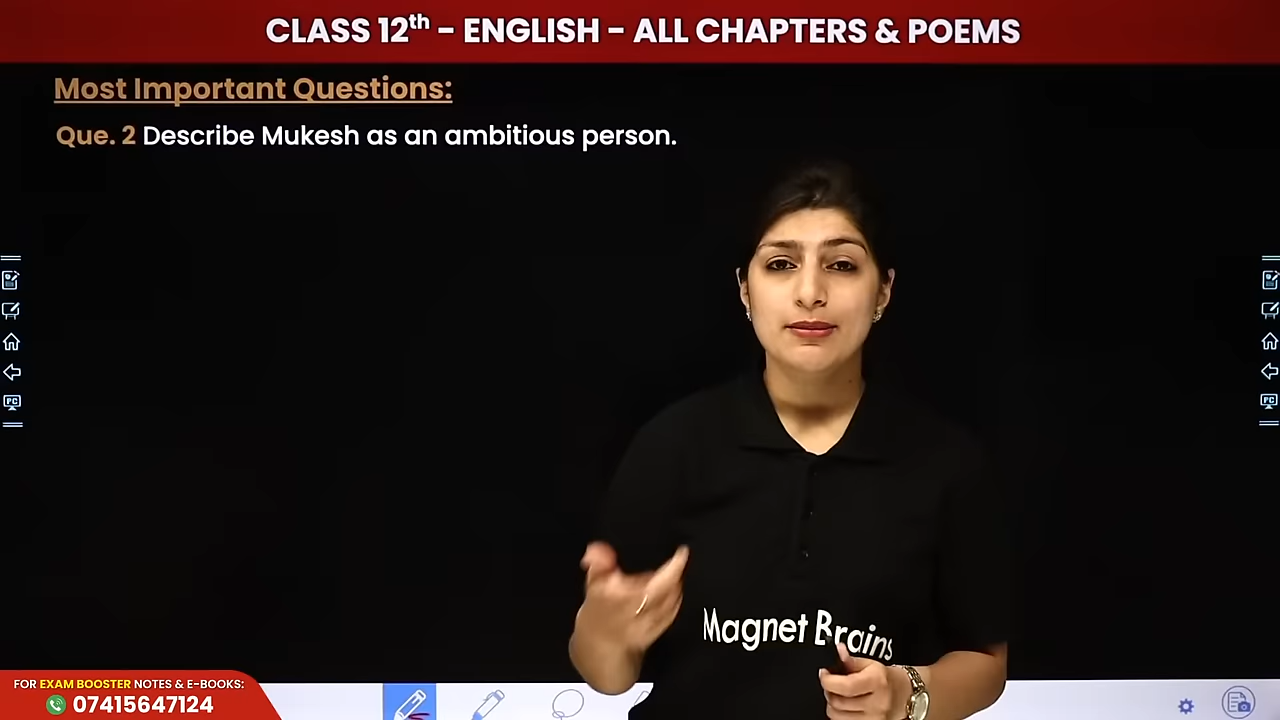 CLASS 12th - ENGLISH - ALL CHAPTERS & POEMS
Most Important Questions:
Que. 2 Describe Mukesh as an ambitious person.
Magnet Brains
FOR EXAM BOOSTER NOTES & E-BOOKS:
07415647124